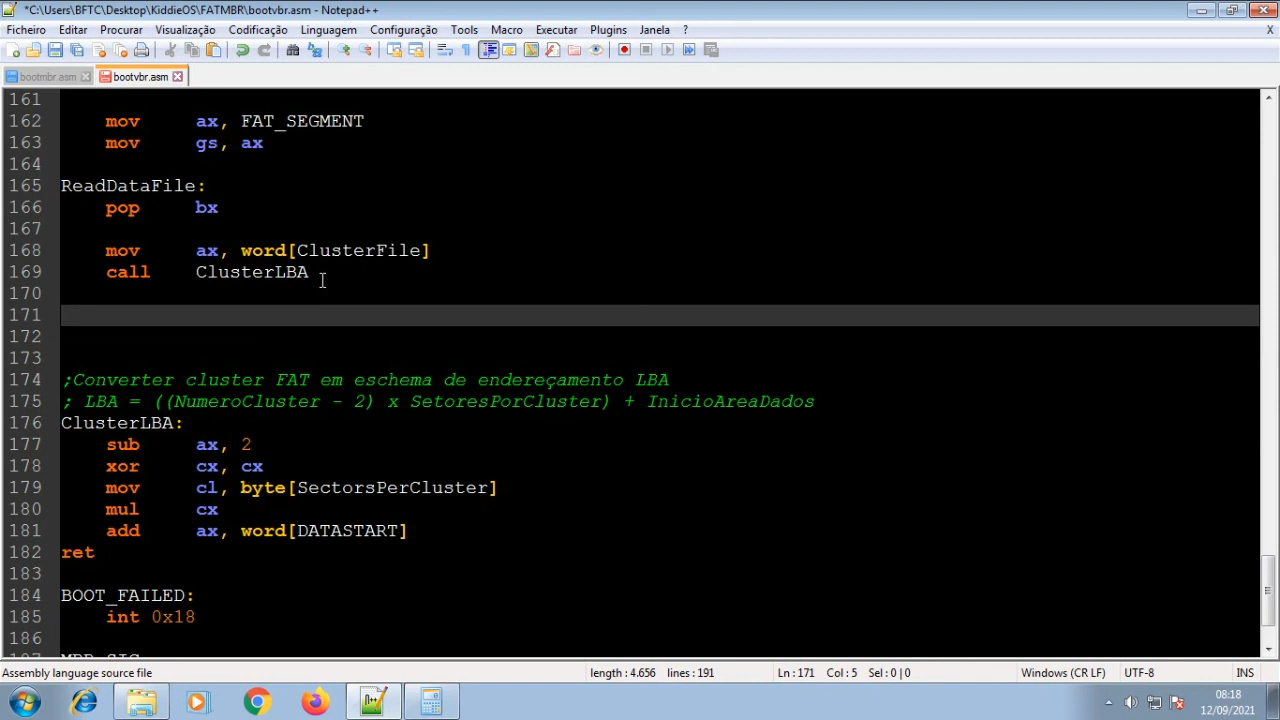 *C:\Users\BFTC\Desktop\KiddieOS\FATMBR\bootvbr.asm - Notepad++
Ficheiro Editar Procurar Visualização Codificação Linguagem Configuração Tools Macro Executar Plugins Janela ? X
bootmbr.asm bootvbr.asm
161
162 mov ax, FAT_SEGMENT
163 mov gs, ax
164
165 ReadDataFile:
166 pop bx
167
168 mov ax, word[ClusterFile]
169 call ClusterLBA
170
171
172
173
174 ;Converter cluster FAT em eschema de endereçamento LBA
175 ; LBA = ((NumeroCluster - 2) x SetoresPorCluster) + InicioAreaDados
176 ClusterLBA:
177 sub ax, 2
178 xor cx, cx
179 mov cl, byte[SectorsPerCluster]
180 mul cx
181 add ax, word[DATASTART]
182 ret
183
184 BOOT_FAILED:
185 int 0x18
186
Assembly language source file length : 4.656 lines : 191 Ln : 171 Col : 5 Sel : 0 | 0 Windows (CR LF) UTF-8 INS
08:18
12/09/2021